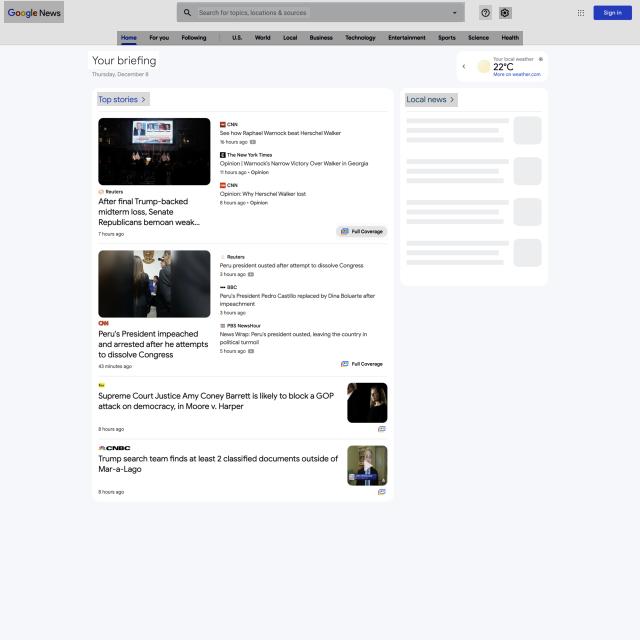 Google News
Search for topics, locations & sources
Sign in
Home For you Following U.S. World Local Business Technology Entertainment Sports Science Health
Your briefing
Thursday, December 8
Your local weather
22°C
More on weather.com
Top stories
Reuters
After final Trump-backed
midterm loss, Senate
Republicans bemoan weak...
7 hours ago
CNN
See how Raphael Warnock beat Herschel Walker
16 hours ago
The New York Times
Opinion | Warnock's Narrow Victory Over Walker in Georgia
11 hours ago • Opinion
CNN
Opinion: Why Herschel Walker lost
8 hours ago • Opinion
Full Coverage
CNN
Peru's President impeached
and arrested after he attempts
to dissolve Congress
43 minutes ago
Reuters
Peru president ousted after attempt to dissolve Congress
3 hours ago
BBC
Peru's President Pedro Castillo replaced by Dina Boluarte after
impeachment
3 hours ago
PBS NewsHour
News Wrap: Peru's president ousted, leaving the country in
political turmoil
5 hours ago
Full Coverage
Supreme Court Justice Amy Coney Barrett is likely to block a GOP
attack on democracy, in Moore v. Harper
8 hours ago
CNBC
Trump search team finds at least 2 classified documents outside of
Mar-a-Lago
8 hours ago
Local news